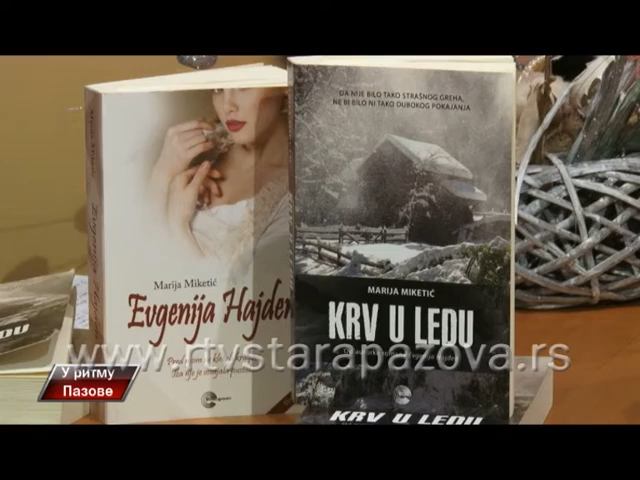 DA NIJE BILO TAKO STRAŠNOG GREHA,
NE BI BILO NI TAKO DUBOKOG POKAJANJA
Marija Miketić
Evgenija Hajden
MARIJA MIKETIĆ
KRV U LEDU
www.rtvstarapazova.rs
KRV U LEDU
У ритму
Пазове